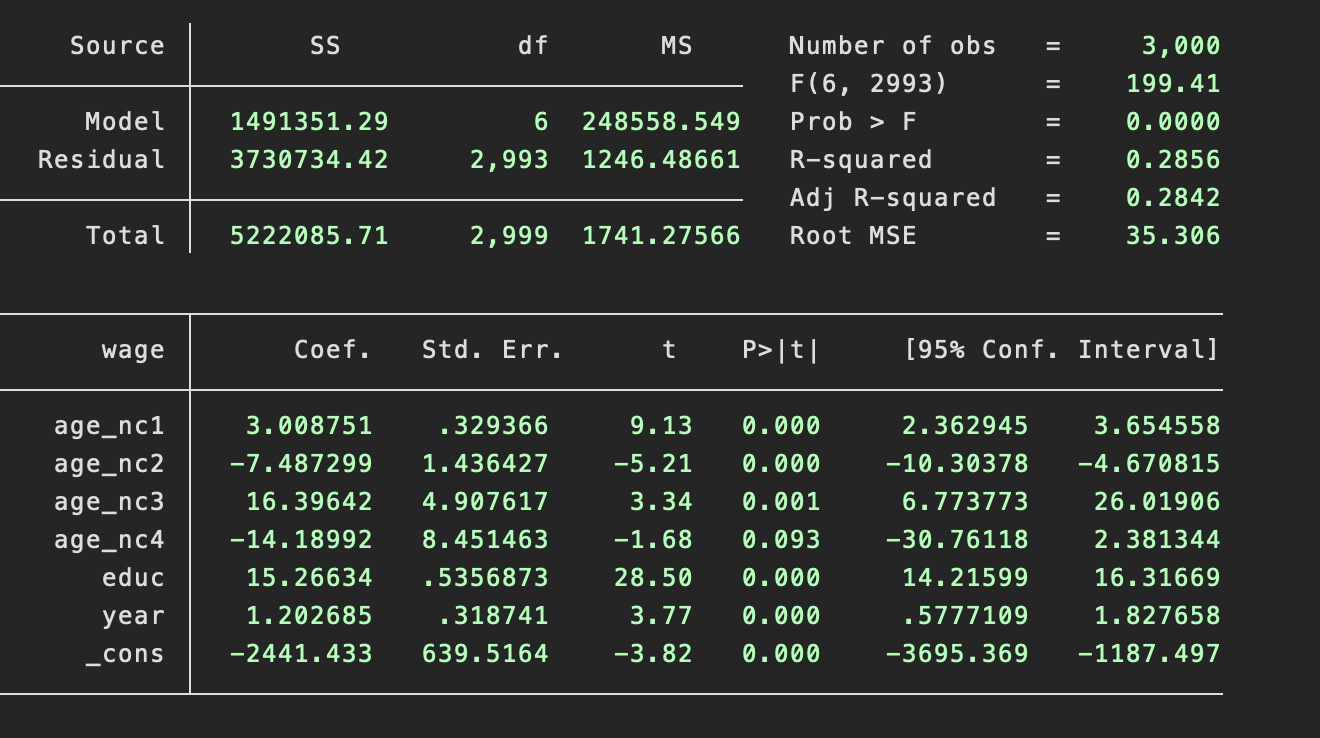 Source | SS df MS Number of obs = 3,000
F(6, 2993) = 199.41
Model | 1491351.29 6 248558.549 Prob > F = 0.0000
Residual | 3730734.42 2,993 1246.48661 R-squared = 0.2856
Adj R-squared = 0.2842
Total | 5222085.71 2,999 1741.27566 Root MSE = 35.306
wage | Coef. Std. Err. t P>|t| [95% Conf. Interval]
age_nc1 | 3.008751 .329366 9.13 0.000 2.362945 3.654558
age_nc2 | -7.487299 1.436427 -5.21 0.000 -10.30378 -4.670815
age_nc3 | 16.39642 4.907617 3.34 0.001 6.773773 26.01906
age_nc4 | -14.18992 8.451463 -1.68 0.093 -30.76118 2.381344
educ | 15.26634 .5356873 28.50 0.000 14.21599 16.31669
year | 1.202685 .318741 3.77 0.000 .5777109 1.827658
_cons | -2441.433 639.5164 -3.82 0.000 -3695.369 -1187.497